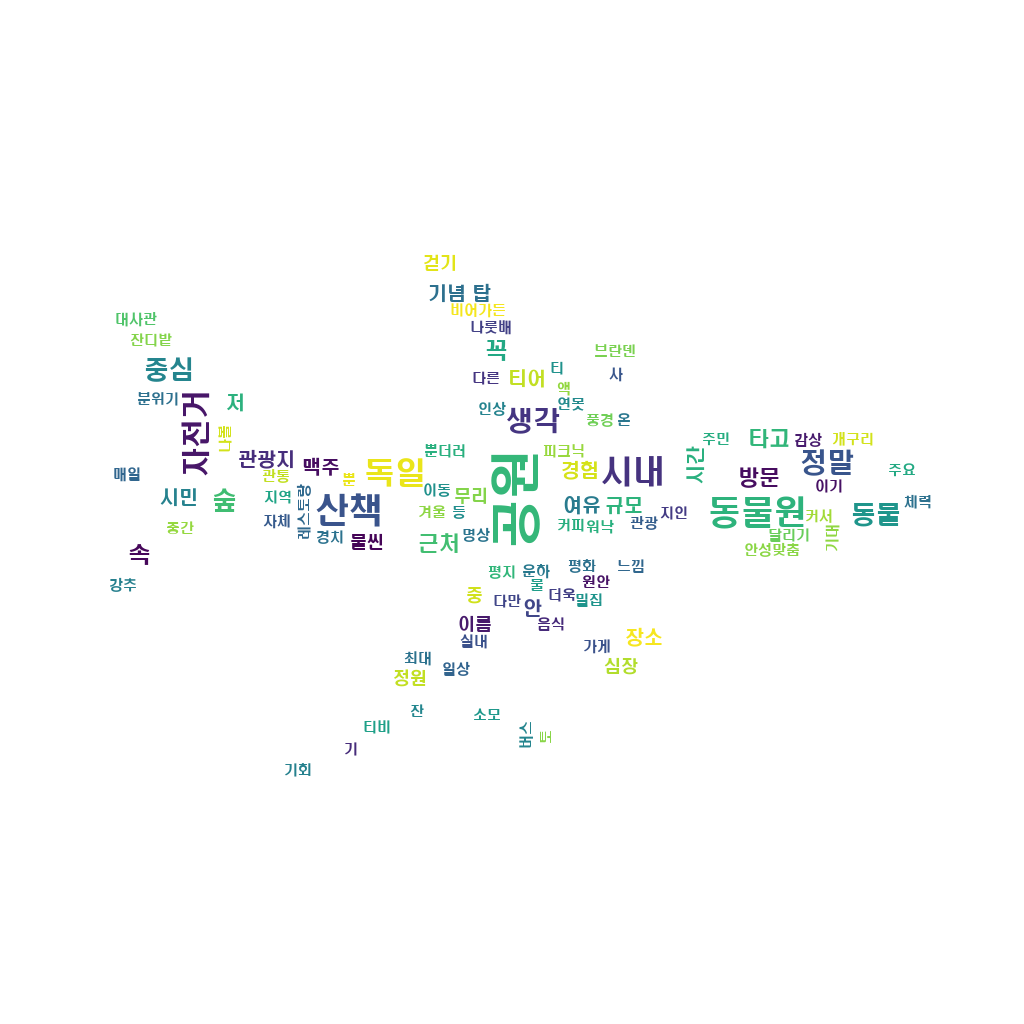 걷기
기념 탑
비어가든
대사관
나룻배
잔디밭
꼭
브란덴
중심
티
사
다른
티어
액
분위기
자전거
저
인상
연못
생각
풍경
온
나볼
주민
타고
감상
개구리
뿐더러
피크닉
관광지
맥주
독일
공원
경험
시내
시간
정말
주요
매일
관통
뿐
방문
이기
이동
무리
시민
숲
지역
레스토랑
산책
여유
규모
동물원
동물
체력
겨울
등
지인
커서
자체
커피
워낙
관광
중간
경치
물씬
근처
명상
달리기
기대
안성맞춤
속
평지
운하
평화
느낌
강추
물
원안
중
다만
더욱
밀집
안
이름
음식
실내
장소
가게
최대
일상
심장
정원
잔
소모
티비
버스
토
기
기회